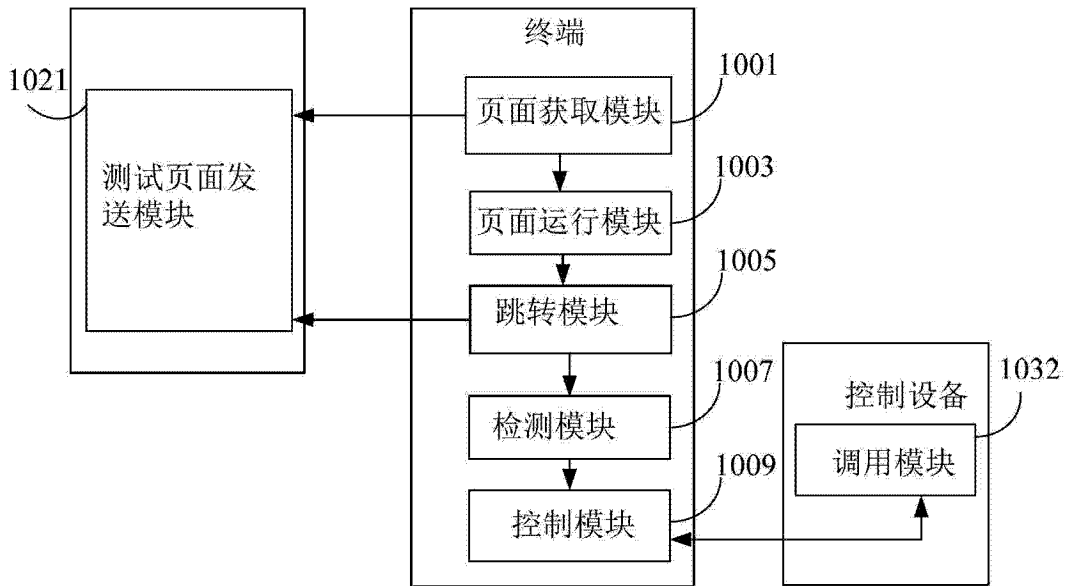 终端
1001
1021
页面获取模块
测试页面发
送模块
1003
页面运行模块
1005
跳转模块
1007
检测模块
1009
控制模块
控制设备
1032
调用模块